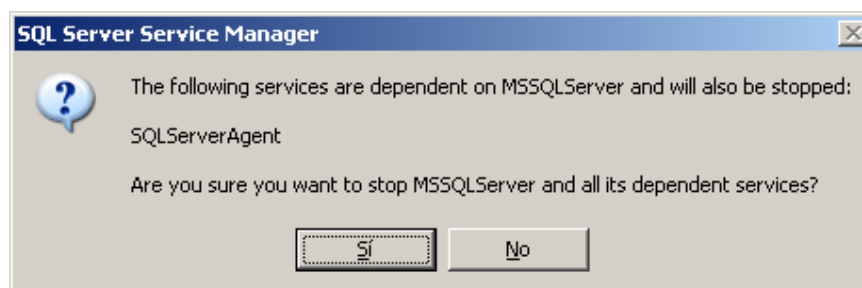 SQL Server Service Manager
The following services are dependent on MSSQLServer and will also be stopped:
SQLServerAgent
Are you sure you want to stop MSSQLServer and all its dependent services?
Sí No